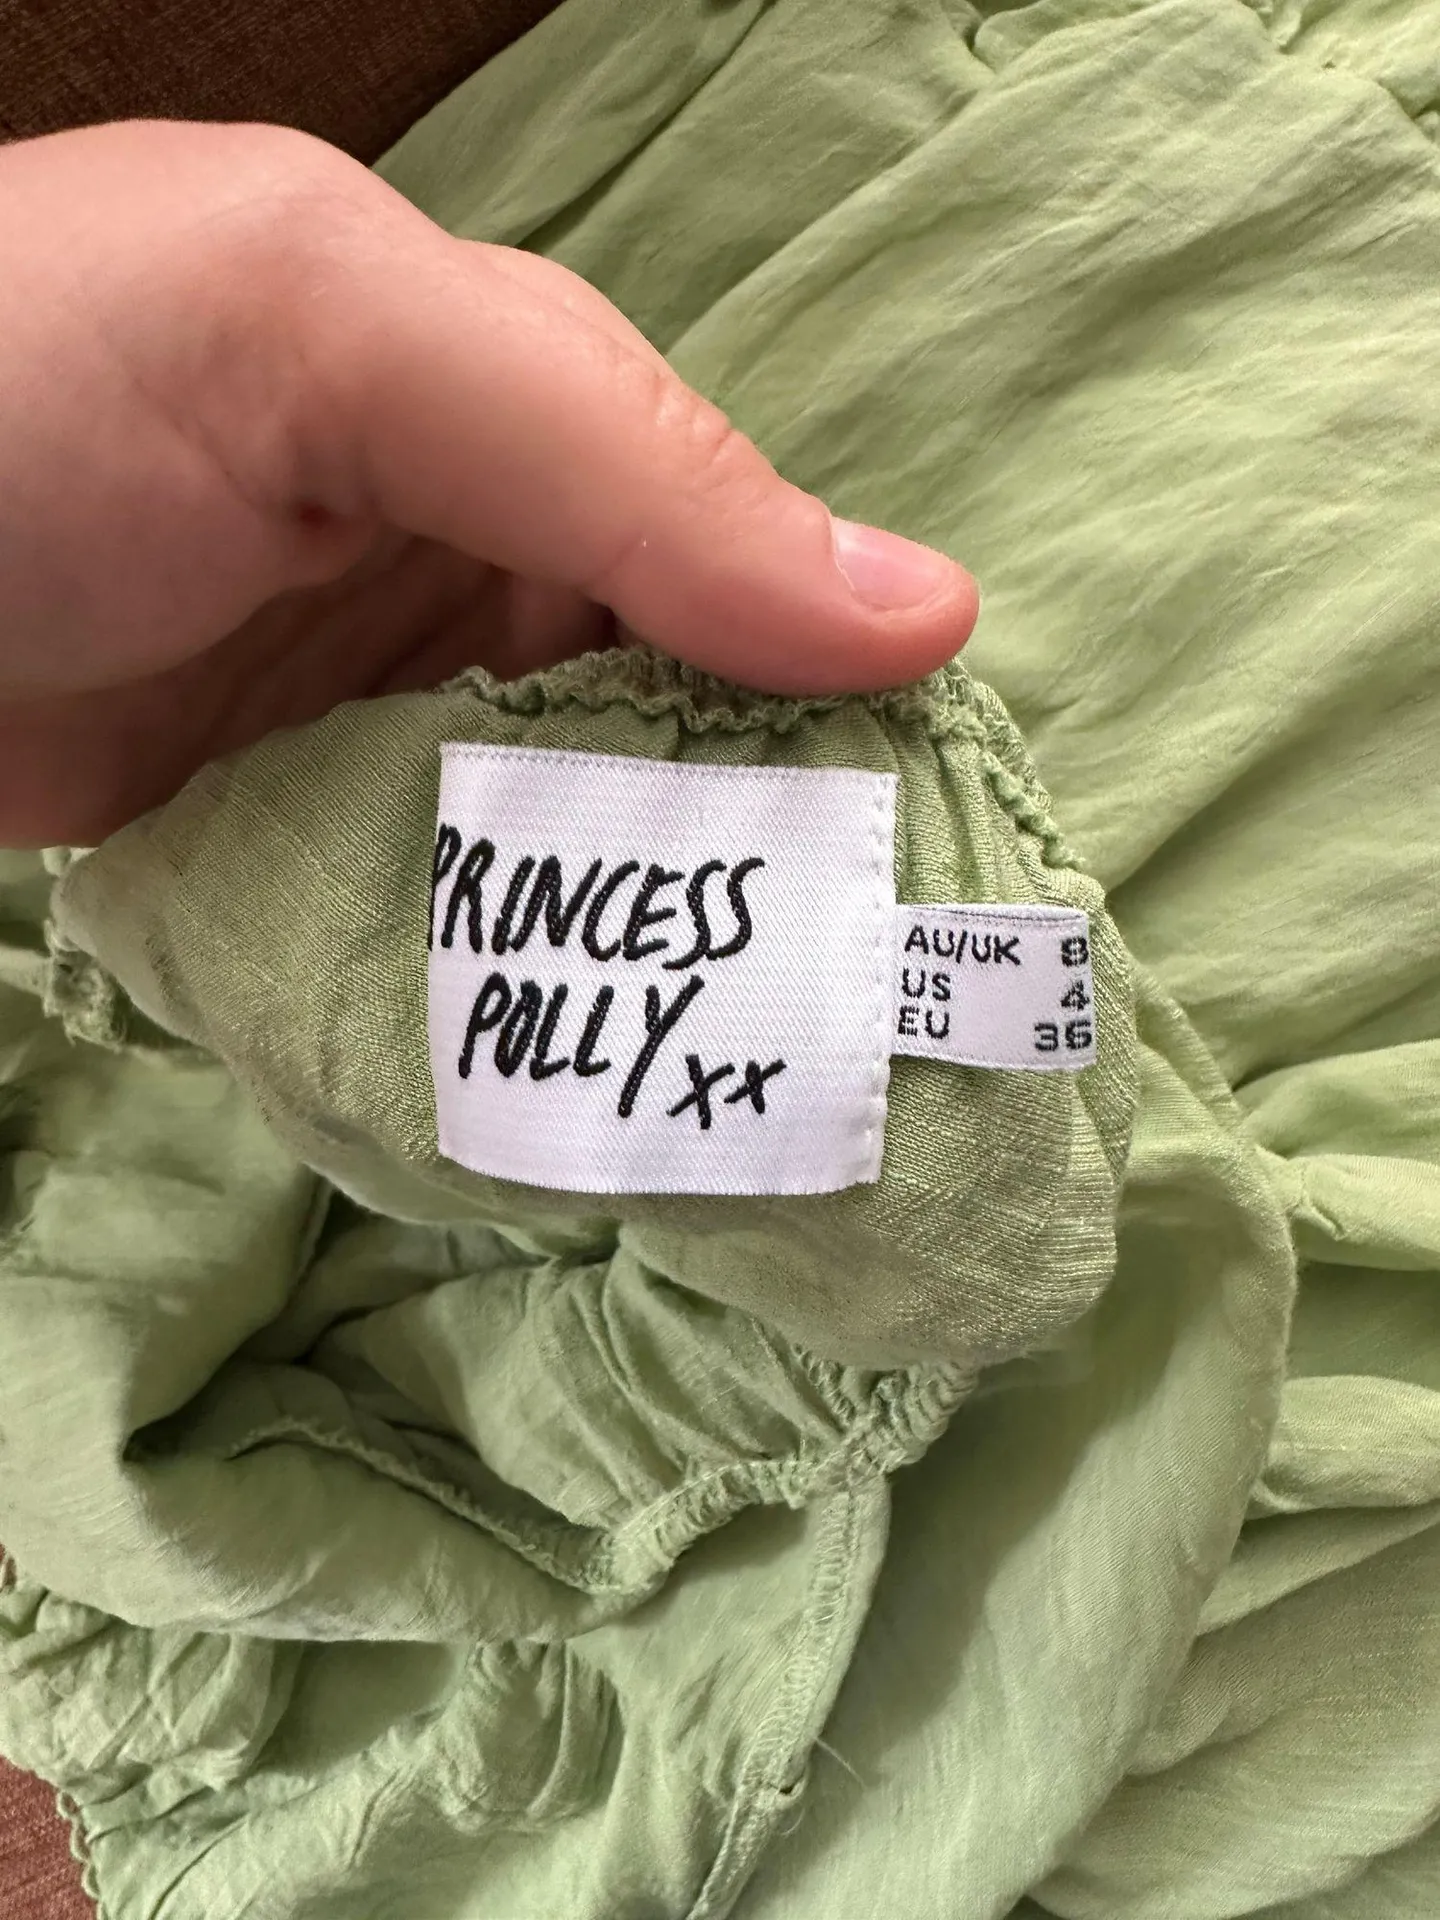 PRINCESS
POLLY xx
AU/UK 8
US 4
EU 36